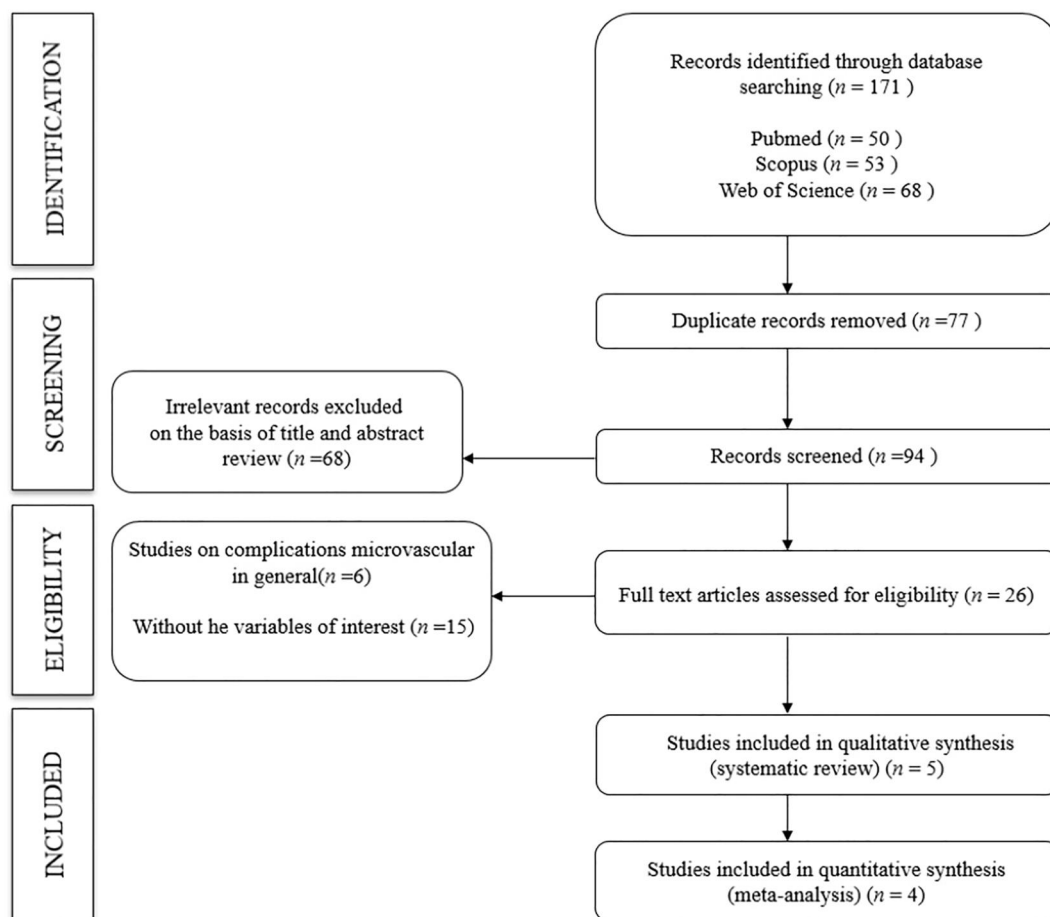 IDENTIFICATION
Records identified through database
searching (n = 171 )
Pubmed (n = 50 )
Scopus (n = 53 )
Web of Science (n = 68 )
SCREENING
Duplicate records removed (n =77 )
Irrelevant records excluded
on the basis of title and abstract
review (n =68)
Records screened (n =94 )
ELIGIBILITY
Studies on complications microvascular
in general(n =6)
Without he variables of interest (n =15)
Full text articles assessed for eligibility (n = 26)
INCLUDED
Studies included in qualitative synthesis
(systematic review) (n = 5)
Studies included in quantitative synthesis
(meta-analysis) (n = 4)